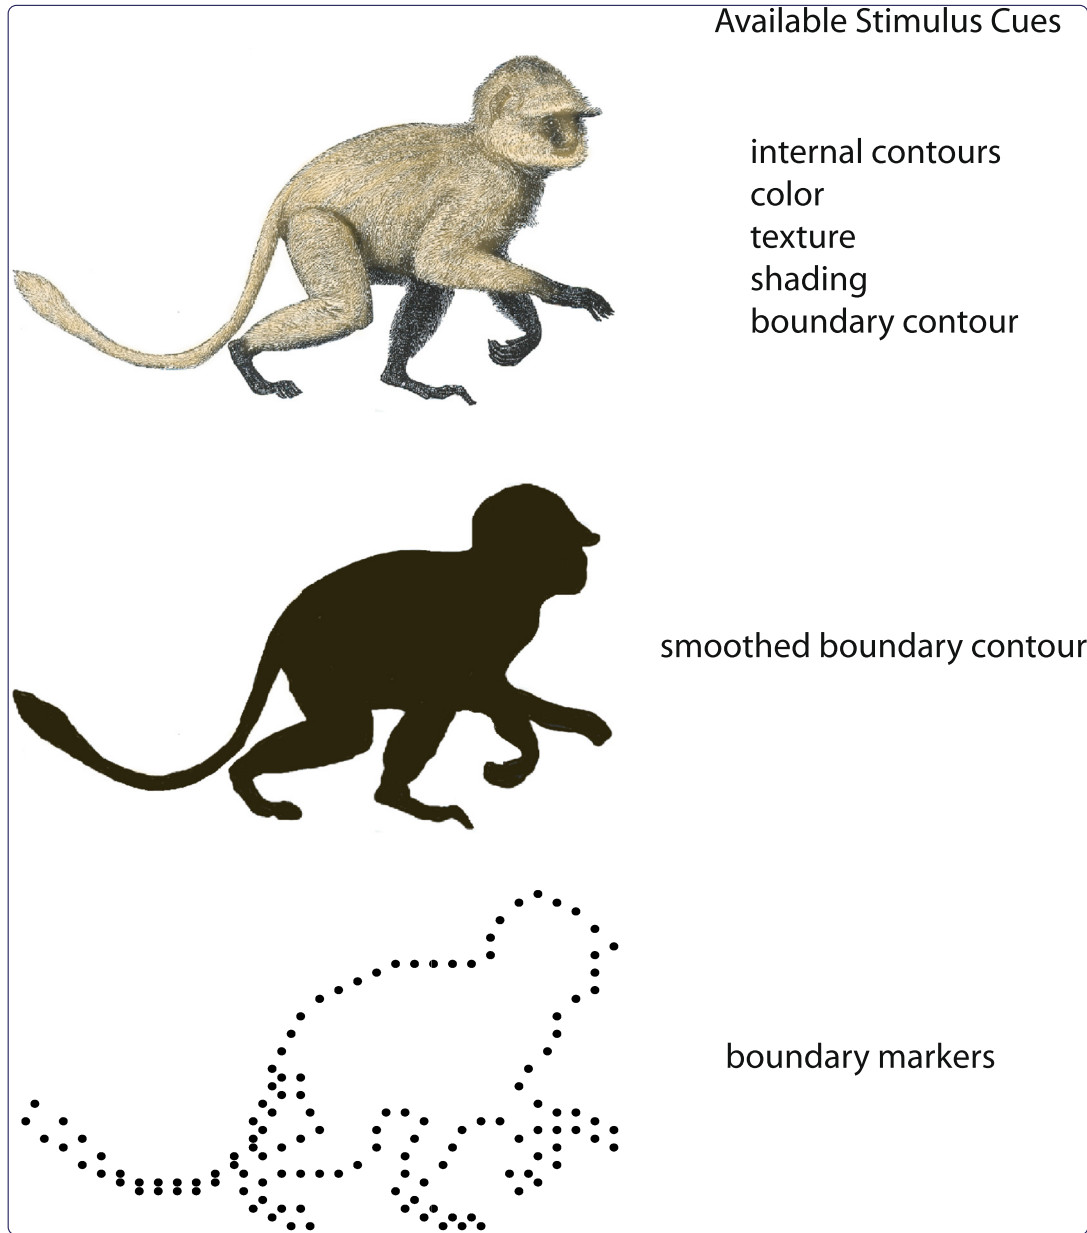 Available Stimulus Cues
internal contours
color
texture
shading
boundary contour
smoothed boundary contour
boundary markers